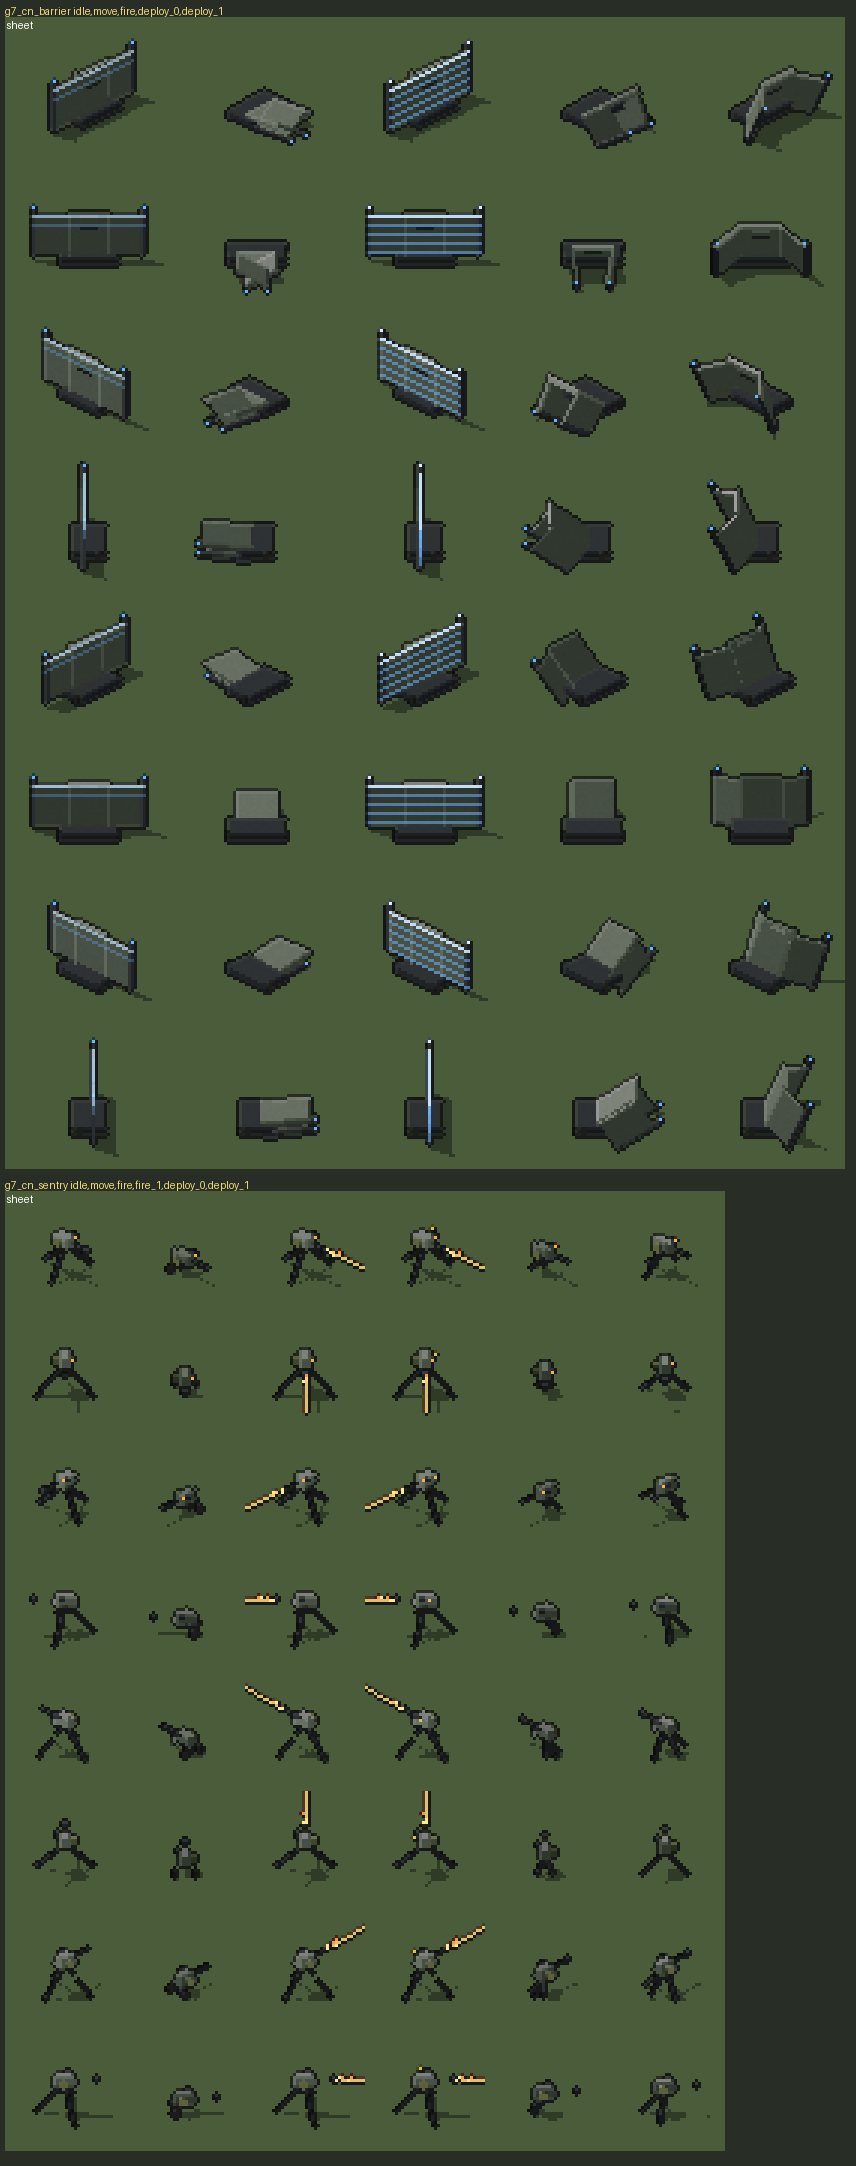 g7_cn_barrier idle,move,fire,deploy_0,deploy_1
sheet
g7_cn_sentry idle,move,fire,fire_1,deploy_0,deploy_1
sheet